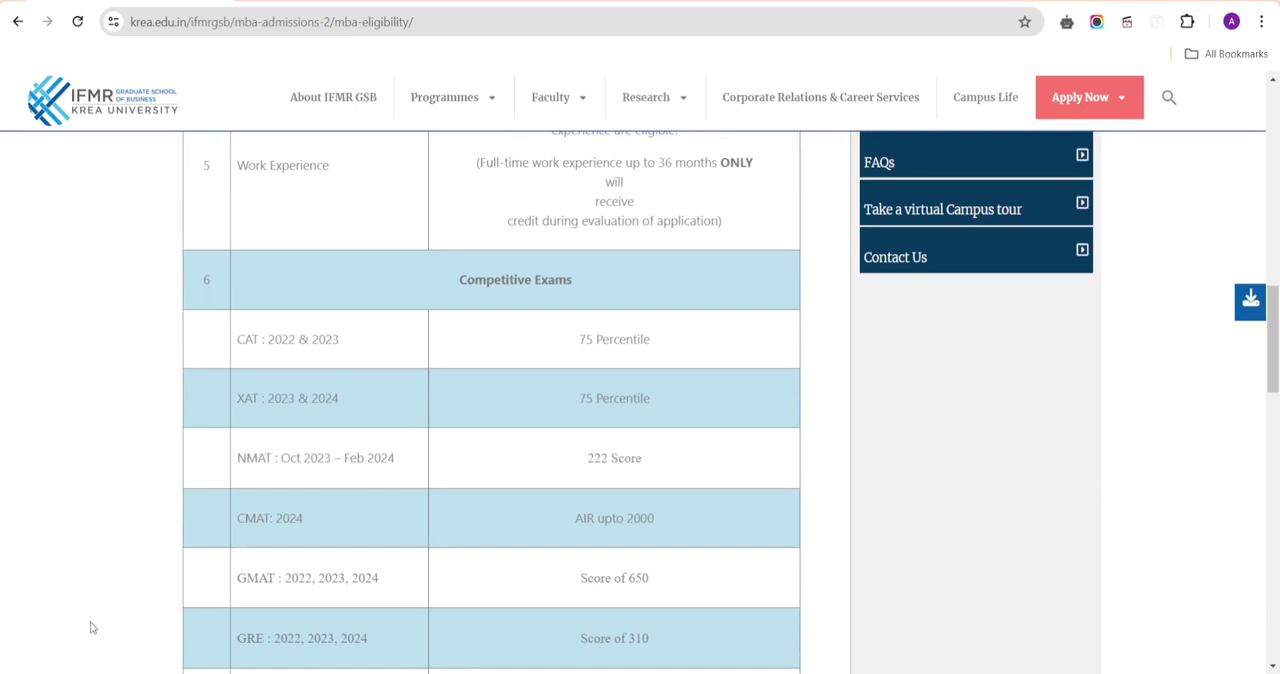 krea.edu.in/ifmrgsb/mba-admissions-2/mba-eligibility/
A
All Bookmarks
IFMR GRADUATE SCHOOL OF BUSINESS
KREA UNIVERSITY
About IFMR GSB
Programmes
Faculty
Research
Corporate Relations & Career Services
Campus Life
Apply Now
experience are eligible.
5 Work Experience
(Full-time work experience up to 36 months ONLY
will
receive
credit during evaluation of application)
6 Competitive Exams
CAT : 2022 & 2023 75 Percentile
XAT : 2023 & 2024 75 Percentile
NMAT : Oct 2023 – Feb 2024 222 Score
CMAT: 2024 AIR upto 2000
GMAT : 2022, 2023, 2024 Score of 650
GRE : 2022, 2023, 2024 Score of 310
FAQs
Take a virtual Campus tour
Contact Us